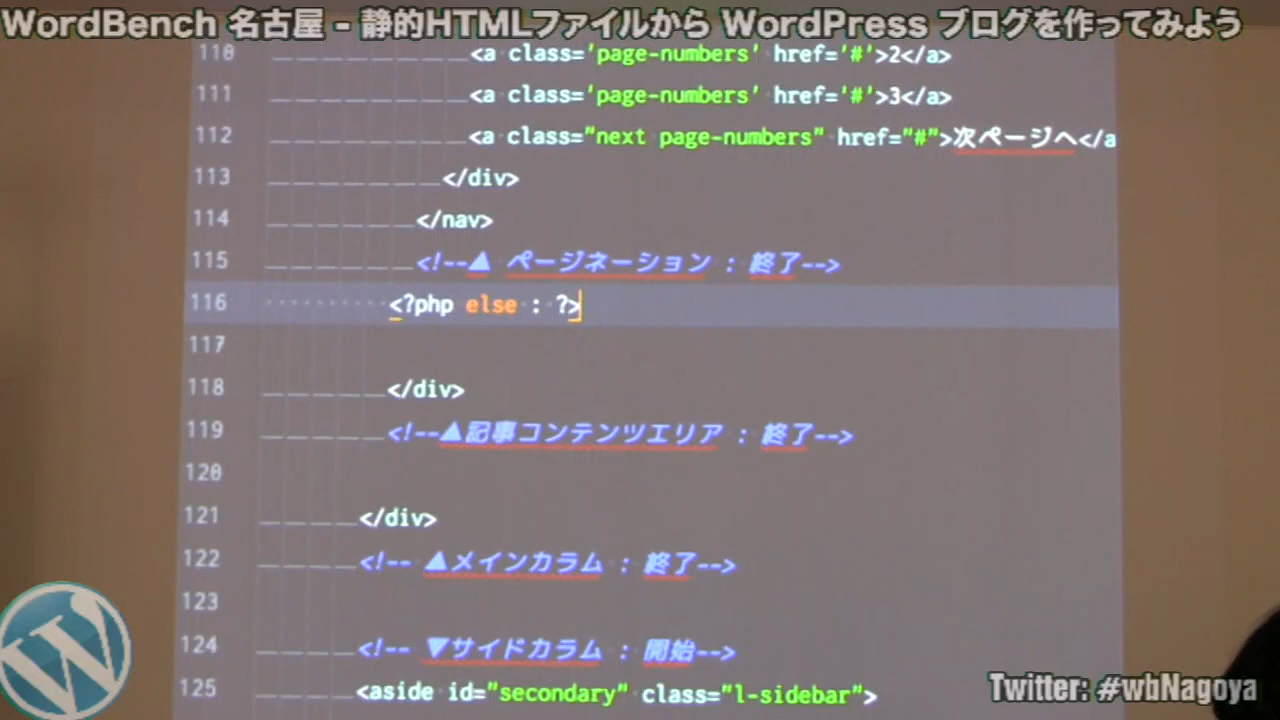 WordBench 名古屋 - 静的HTMLファイルから WordPress ブログを作ってみよう
110 <a class='page-numbers' href='#'>2</a>
111 <a class='page-numbers' href='#'>3</a>
112 <a class="next page-numbers" href="#">次ページへ</a
113 </div>
114 </nav>
115 <!--▲ ページネーション : 終了-->
116 <?php else : ?>
117
118 </div>
119 <!--▲記事コンテンツエリア : 終了-->
120
121 </div>
122 <!-- ▲メインカラム : 終了-->
123
124 <!-- ▼サイドカラム : 開始-->
125 <aside id="secondary" class="l-sidebar">
Twitter: #wbNagoya